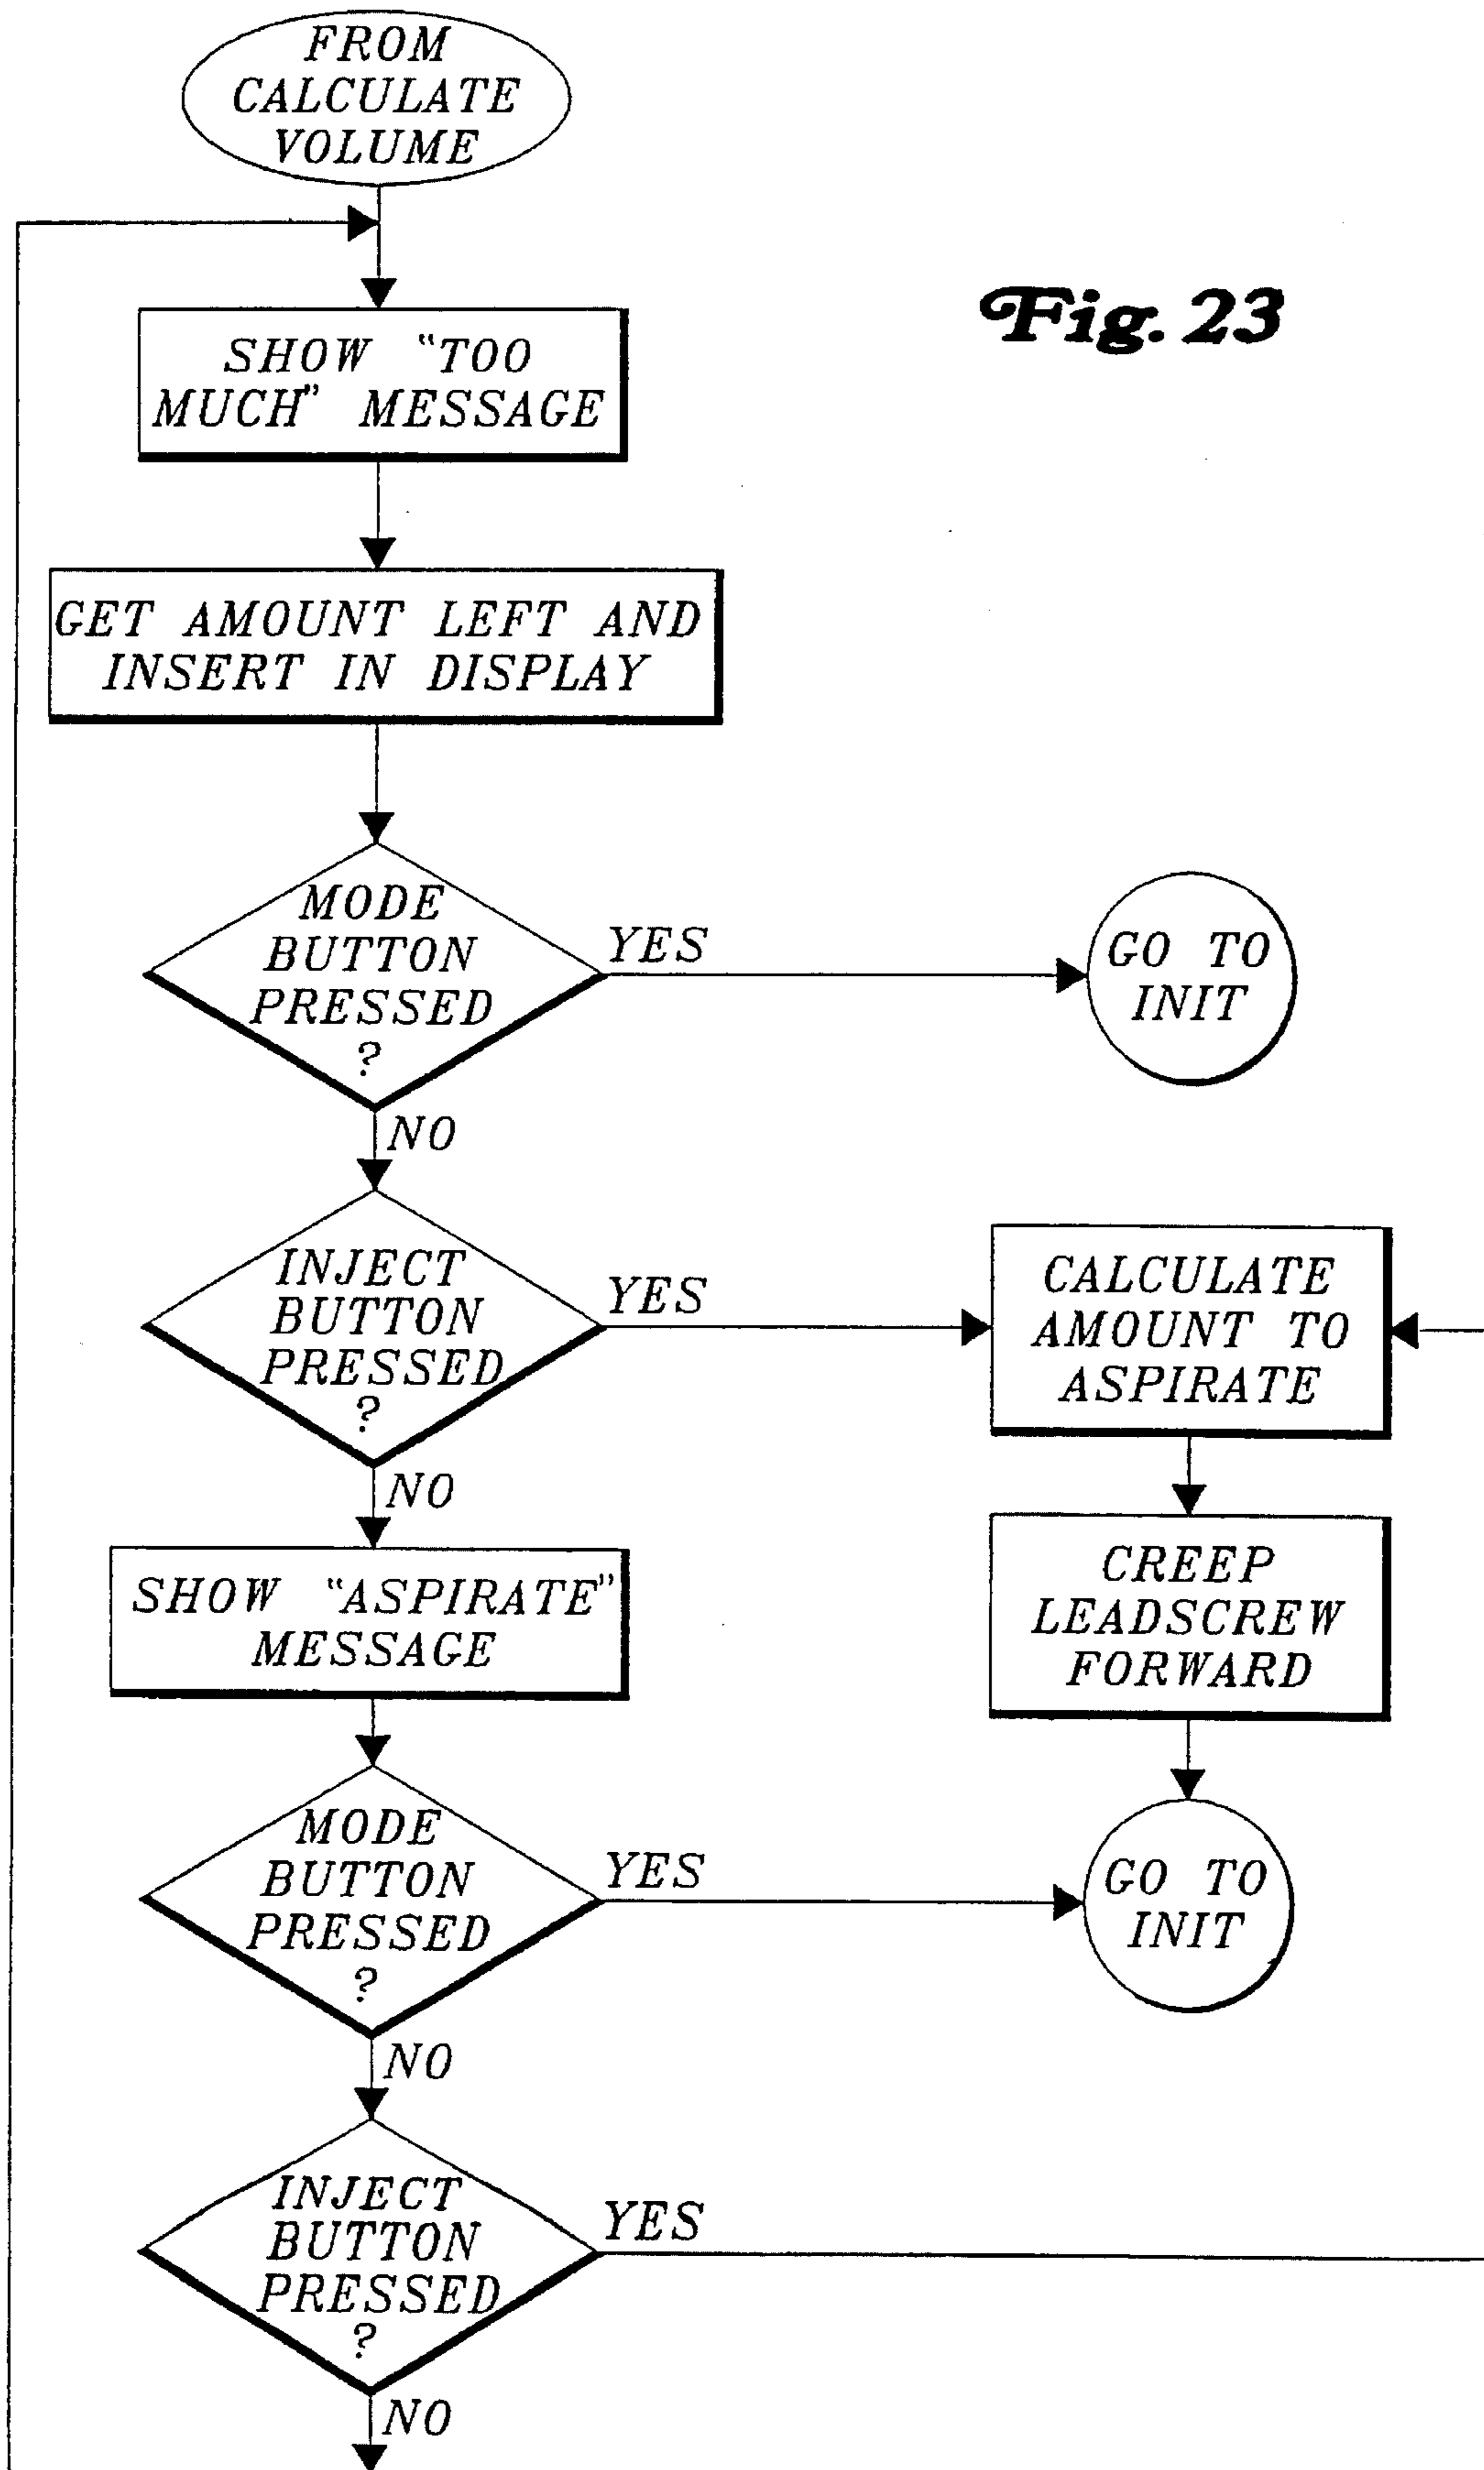 FROM
CALCULATE
VOLUME
Fig. 23
SHOW "TOO
MUCH" MESSAGE
GET AMOUNT LEFT AND
INSERT IN DISPLAY
MODE
BUTTON
PRESSED
?
YES
GO TO
INIT
NO
INJECT
BUTTON
PRESSED
?
YES
CALCULATE
AMOUNT TO
ASPIRATE
NO
CREEP
LEADSCREW
FORWARD
SHOW "ASPIRATE"
MESSAGE
MODE
BUTTON
PRESSED
?
YES
GO TO
INIT
NO
INJECT
BUTTON
PRESSED
?
YES
NO